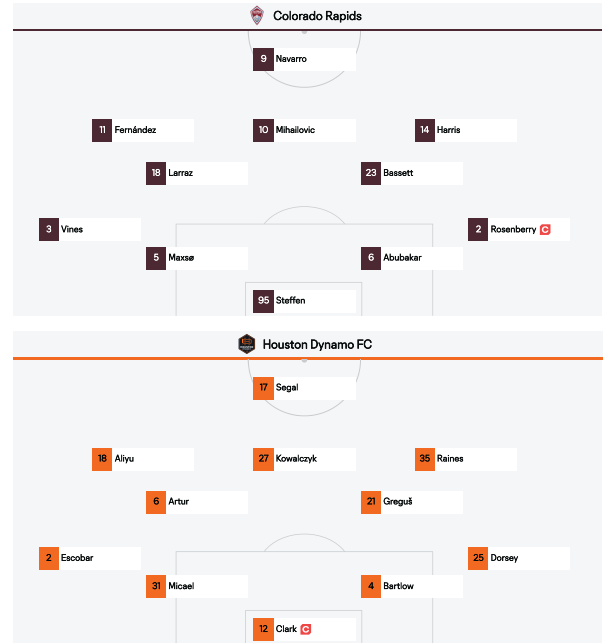 Colorado Rapids
9 Navarro
11 Fernández 10 Mihailovic 14 Harris
18 Larraz 23 Bassett
3 Vines 2 Rosenberry C
5 Maxsø 6 Abubakar
95 Steffen
Houston Dynamo FC
17 Segal
18 Aliyu 27 Kowalczyk 35 Raines
6 Artur 21 Greguš
2 Escobar 25 Dorsey
31 Micael 4 Bartlow
12 Clark C